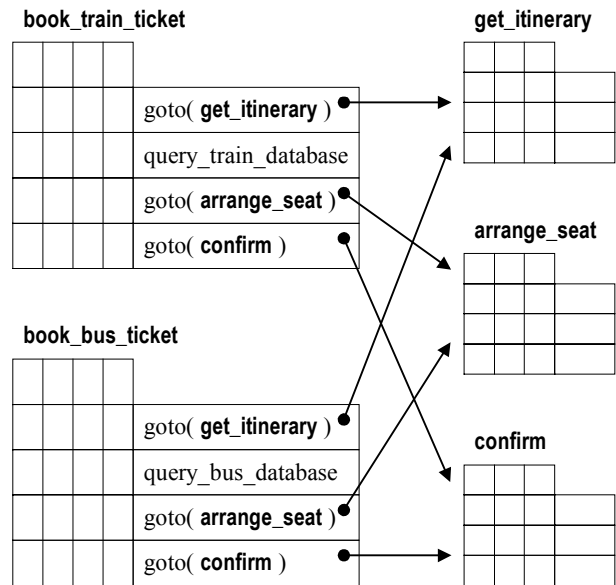 book_train_ticket
goto( get_itinerary )
query_train_database
goto( arrange_seat )
goto( confirm )
book_bus_ticket
goto( get_itinerary )
query_bus_database
goto( arrange_seat )
goto( confirm )
get_itinerary
arrange_seat
confirm